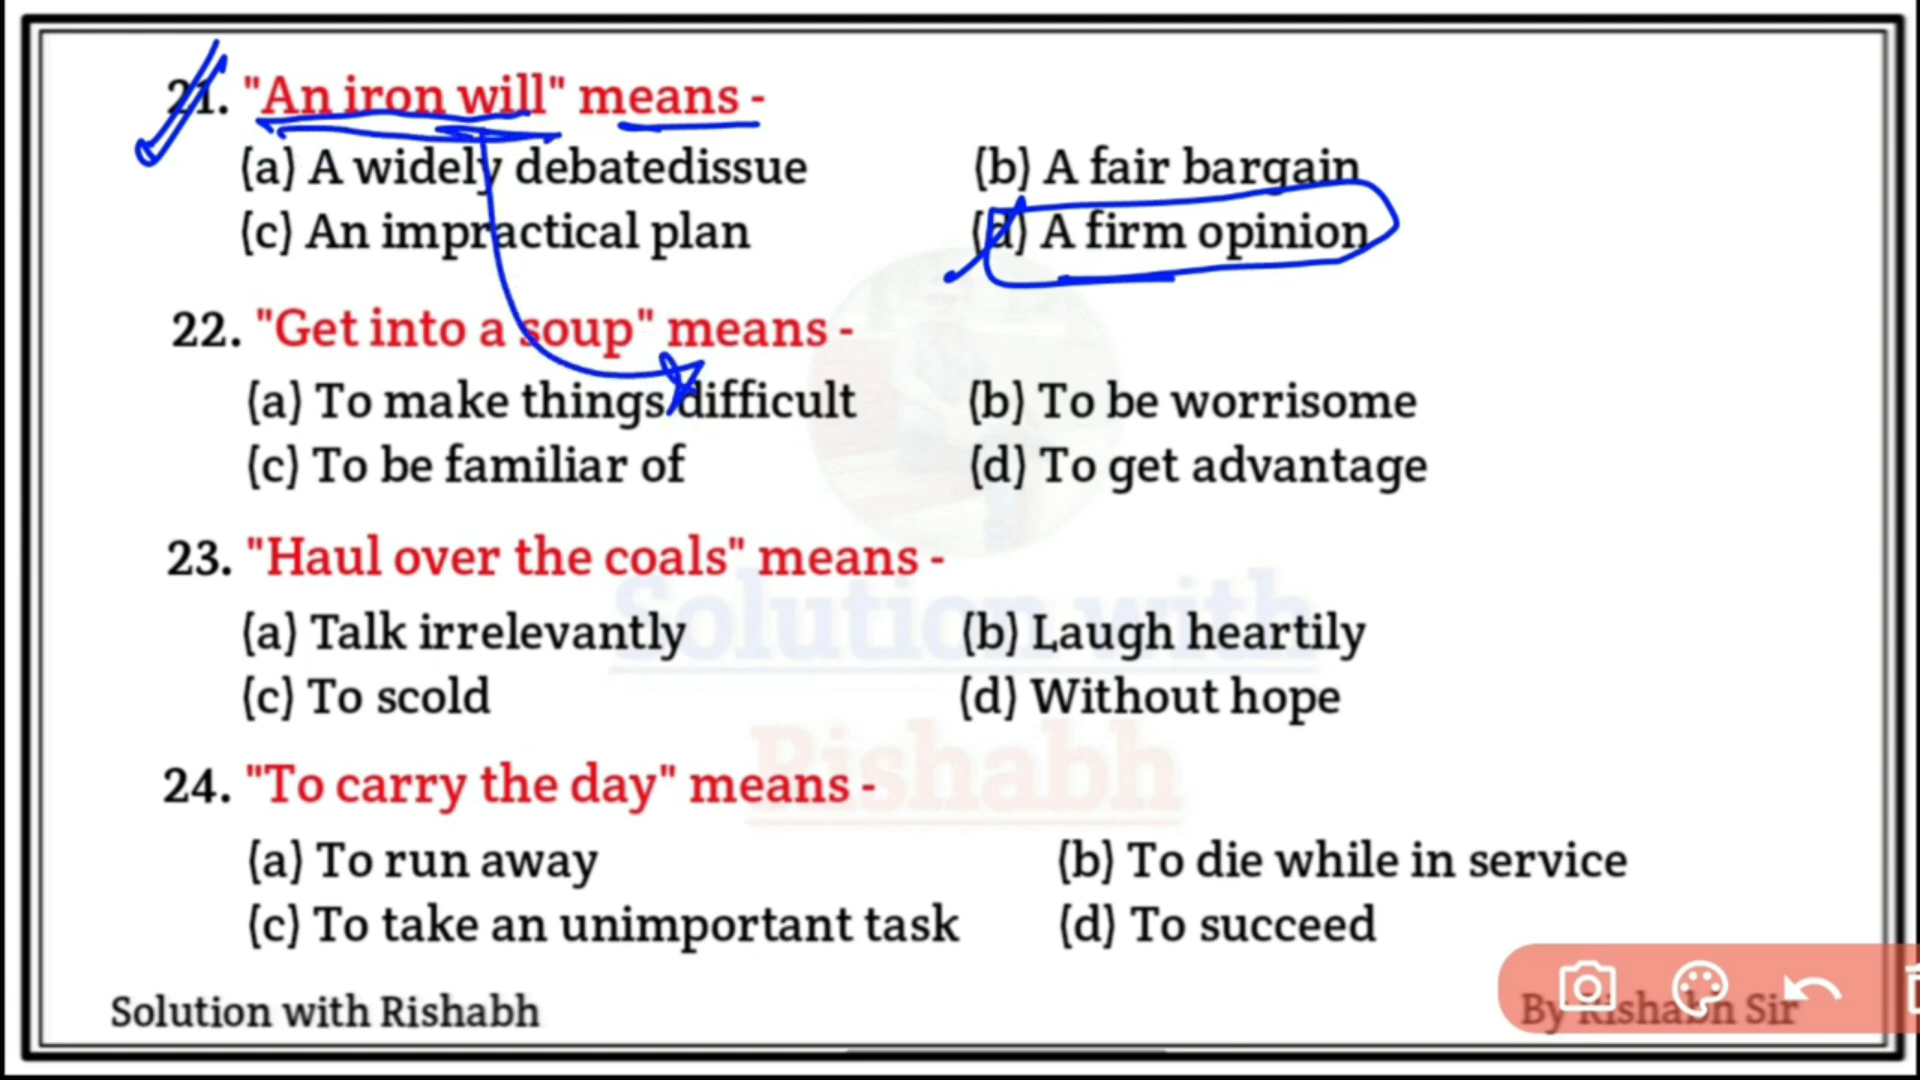 21. "An iron will" means -
(a) A widely debatedissue (b) A fair bargain
(c) An impractical plan (d) A firm opinion
22. "Get into a soup" means -
(a) To make things difficult (b) To be worrisome
(c) To be familiar of (d) To get advantage
23. "Haul over the coals" means -
(a) Talk irrelevantly (b) Laugh heartily
(c) To scold (d) Without hope
24. "To carry the day" means -
(a) To run away (b) To die while in service
(c) To take an unimportant task (d) To succeed
Solution with Rishabh
Solution with Rishabh By Rishabh Sir